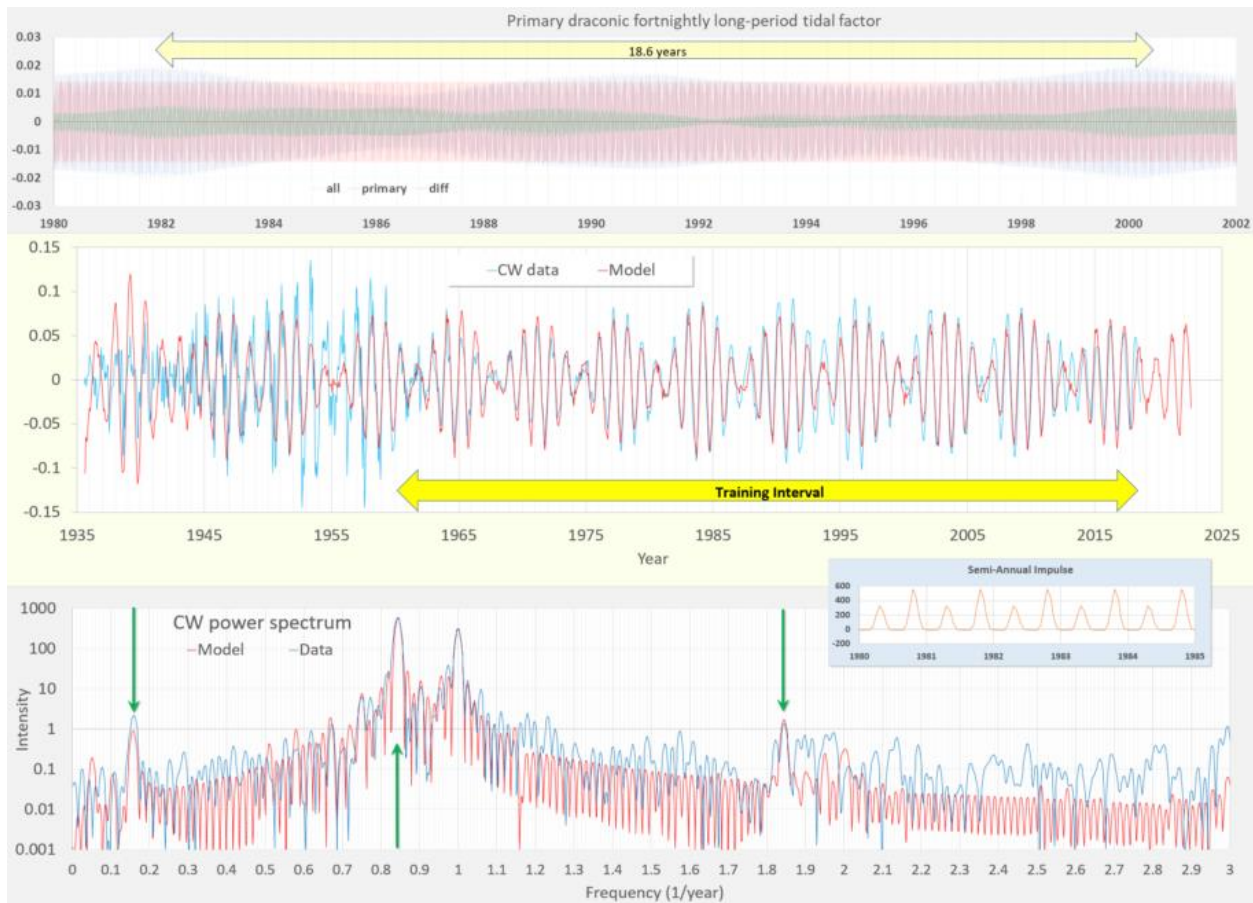 Primary draconic fortnightly long-period tidal factor
0.03
18.6 years
0.02
0.01
0
-0.01
-0.02
all primary diff
-0.03
1980 1982 1984 1986 1988 1990 1992 1994 1996 1998 2000 2002
0.15
CW data Model
0.1
0.05
0
-0.05
-0.1
Training Interval
-0.15
1935 1945 1955 1965 1975 1985 1995 2005 2015 2025
Year
Semi-Annual Impulse
600
400
200
0
-200
1980 1981 1982 1983 1984 1985
1000
CW power spectrum
Model Data
100
10
1
0.1
0.01
0.001
Intensity
0 0.1 0.2 0.3 0.4 0.5 0.6 0.7 0.8 0.9 1 1.1 1.2 1.3 1.4 1.5 1.6 1.7 1.8 1.9 2 2.1 2.2 2.3 2.4 2.5 2.6 2.7 2.8 2.9 3
Frequency (1/year)